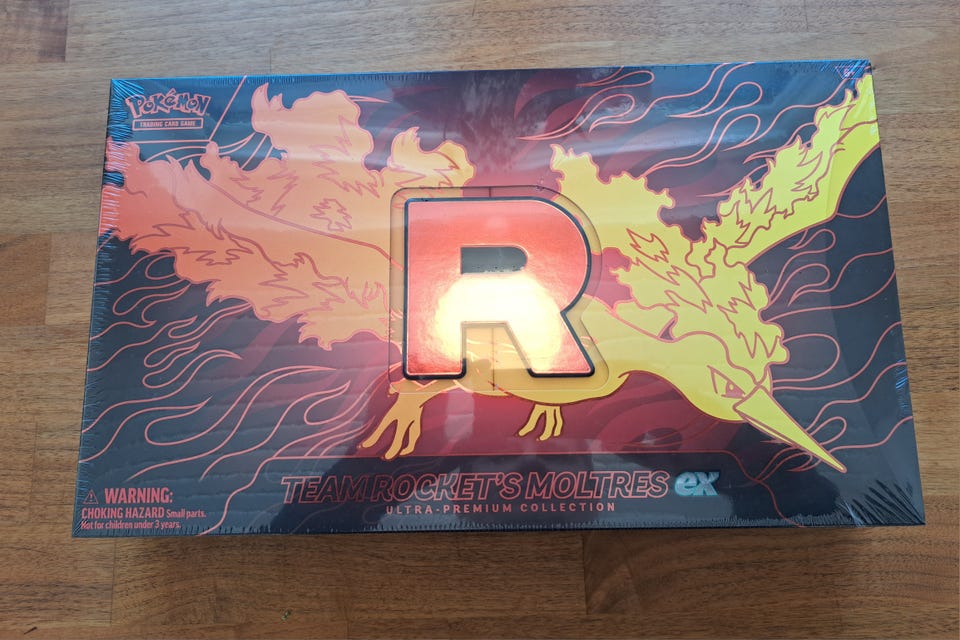 POKéMON
TRADING CARD GAME
R
TEAM ROCKET'S MOLTRES ex
ULTRA-PREMIUM COLLECTION
WARNING:
CHOKING HAZARD Small parts.
Not for children under 3 years.
6+